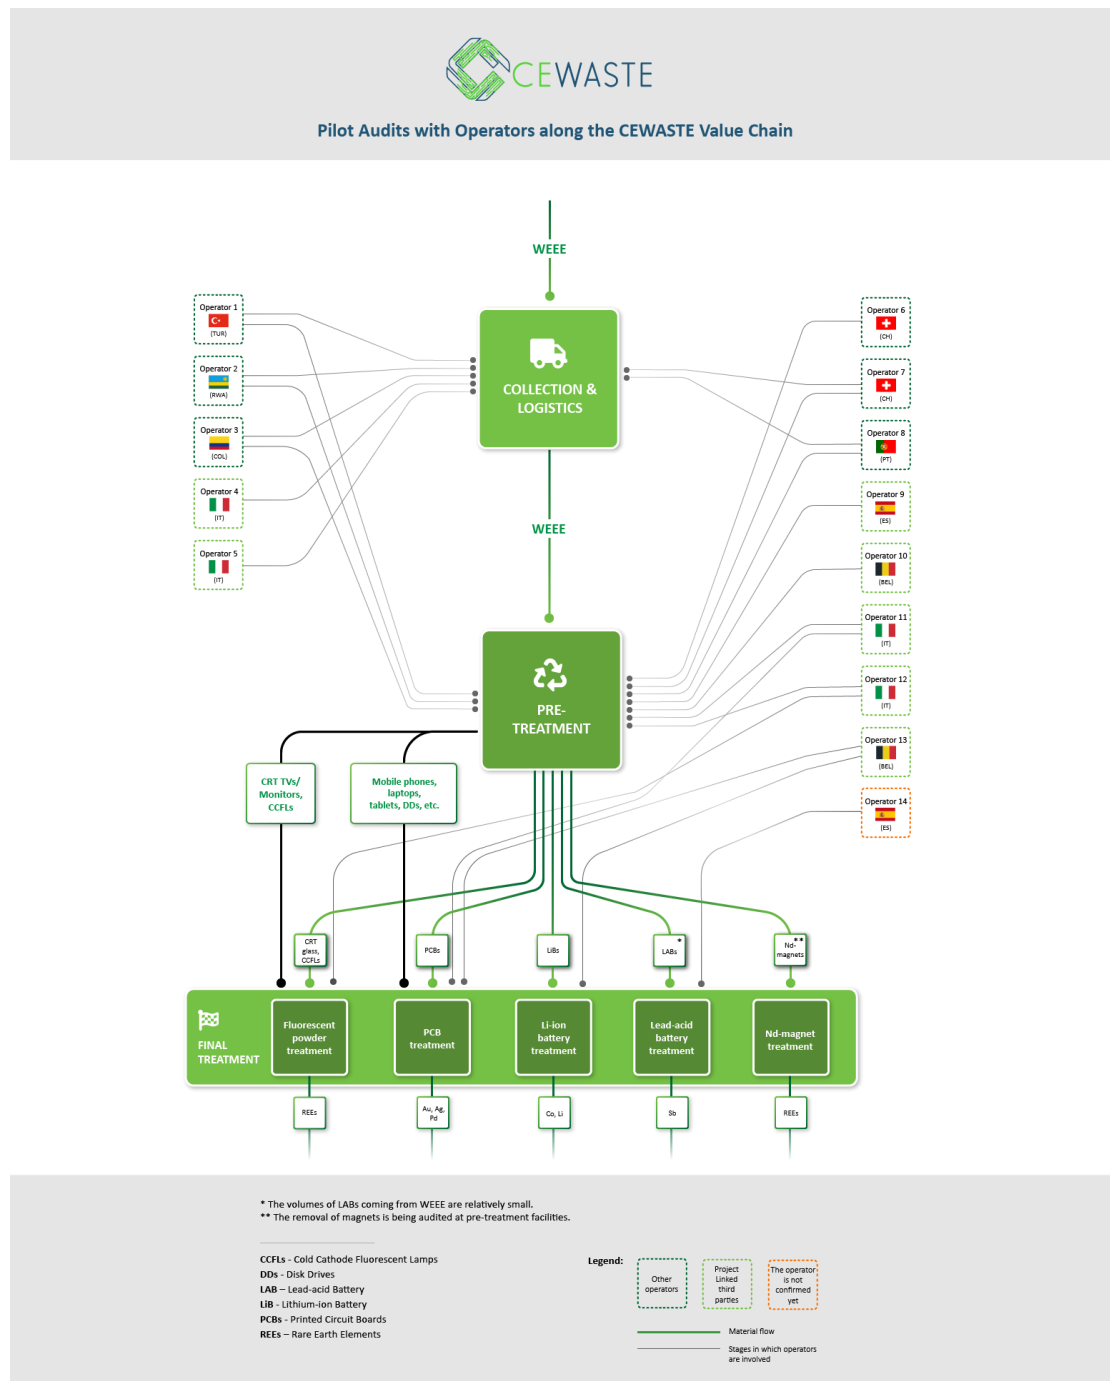 CEWASTE
Pilot Audits with Operators along the CEWASTE Value Chain
WEEE
Operator 1
(TUR)
Operator 2
(RWA)
Operator 3
(COL)
Operator 4
(IT)
Operator 5
(IT)
COLLECTION &
LOGISTICS
Operator 6
(CH)
Operator 7
(CH)
Operator 8
(PT)
Operator 9
(ES)
Operator 10
(BEL)
Operator 11
(IT)
Operator 12
(IT)
Operator 13
(BEL)
Operator 14
(ES)
WEEE
PRE-
TREATMENT
CRT TVs/
Monitors,
CCFLs
Mobile phones,
laptops,
tablets, DDs, etc.
CRT
glass,
CCFLs
PCBs
LiBs
*
LABs
**
Nd-
magnets
FINAL
TREATMENT
Fluorescent
powder
treatment
PCB
treatment
Li-ion
battery
treatment
Lead-acid
battery
treatment
Nd-magnet
treatment
REEs
Au, Ag,
Pd
Co, Li
Sb
REEs
* The volumes of LABs coming from WEEE are relatively small.
** The removal of magnets is being audited at pre-treatment facilities.
CCFLs - Cold Cathode Fluorescent Lamps
DDs - Disk Drives
LAB – Lead-acid Battery
LiB - Lithium-ion Battery
PCBs - Printed Circuit Boards
REEs – Rare Earth Elements
Legend:
Other
operators
Project
Linked
third
parties
The operator
is not
confirmed
yet
Material flow
Stages in which operators
are involved